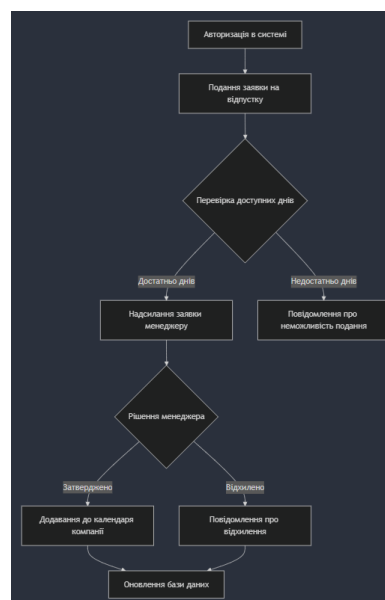 Авторизація в системі
Подання заявки на
відпустку
Перевірка доступних днів
Достатньо днів
Недостатньо днів
Надсилання заявки
менеджеру
Повідомлення про
неможливість подання
Рішення менеджера
Затверджено
Відхилено
Додавання до календаря
компанії
Повідомлення про
відхилення
Оновлення бази даних